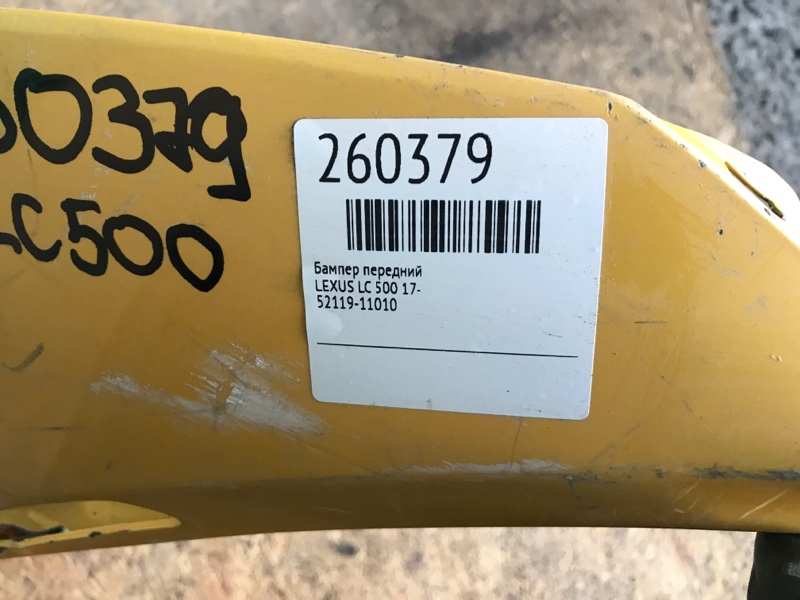 260379
Бампер передний
LEXUS LC 500 17-
52119-11010
0379
LC500